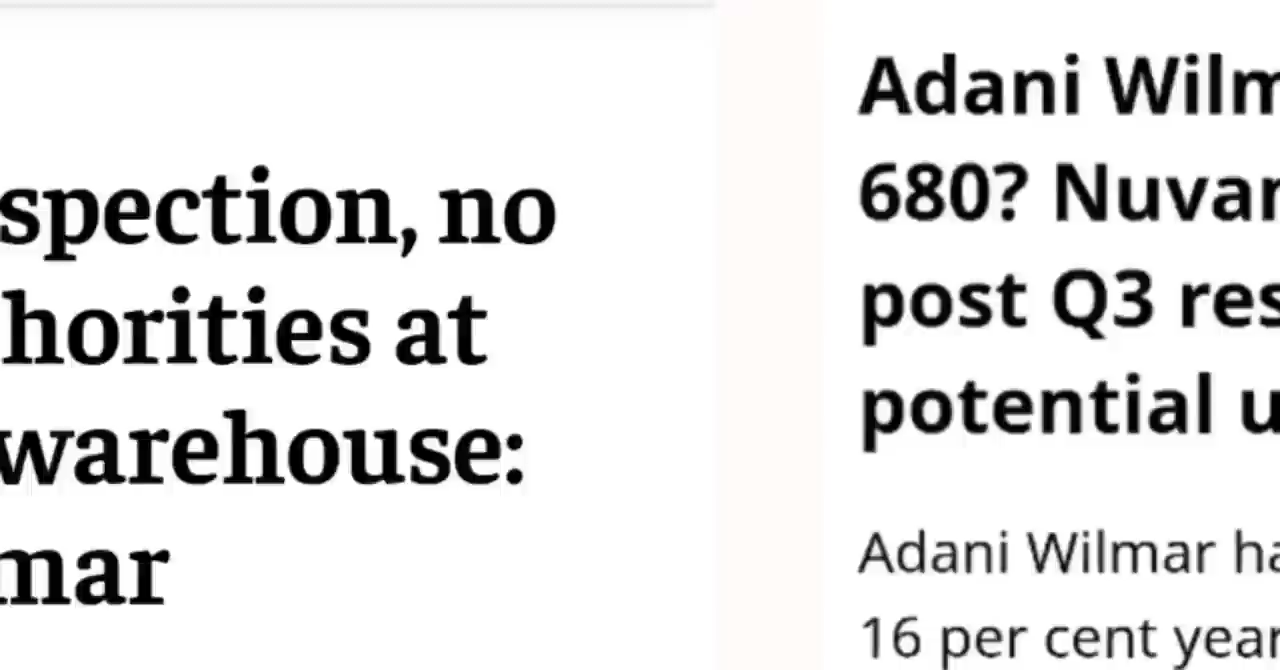 spection, no
horities at
warehouse:
mar
Adani Wilm
680? Nuvar
post Q3 res
potential u
Adani Wilmar ha
16 per cent year